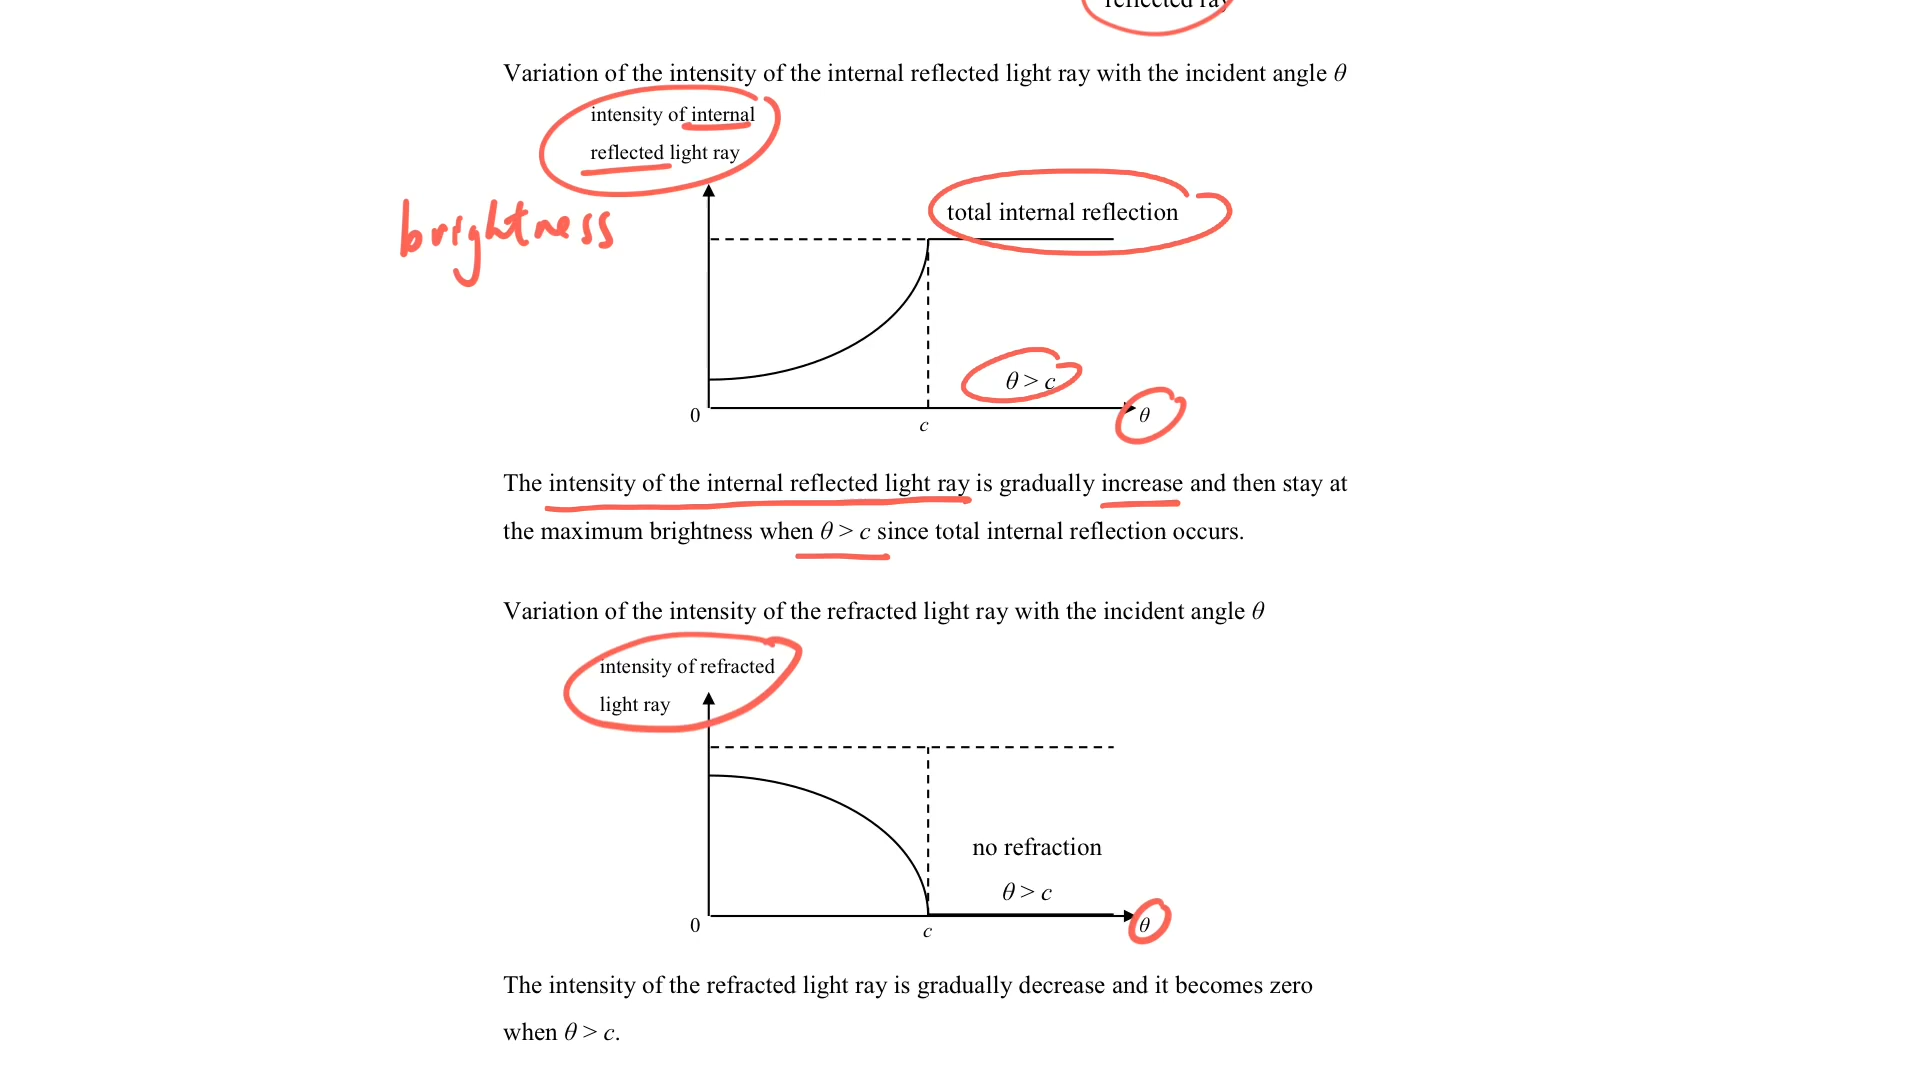 reflected ray
Variation of the intensity of the internal reflected light ray with the incident angle θ
intensity of internal
reflected light ray
brightness
total internal reflection
θ > c
0
c
θ
The intensity of the internal reflected light ray is gradually increase and then stay at
the maximum brightness when θ > c since total internal reflection occurs.
Variation of the intensity of the refracted light ray with the incident angle θ
intensity of refracted
light ray
no refraction
θ > c
0
c
θ
The intensity of the refracted light ray is gradually decrease and it becomes zero
when θ > c.